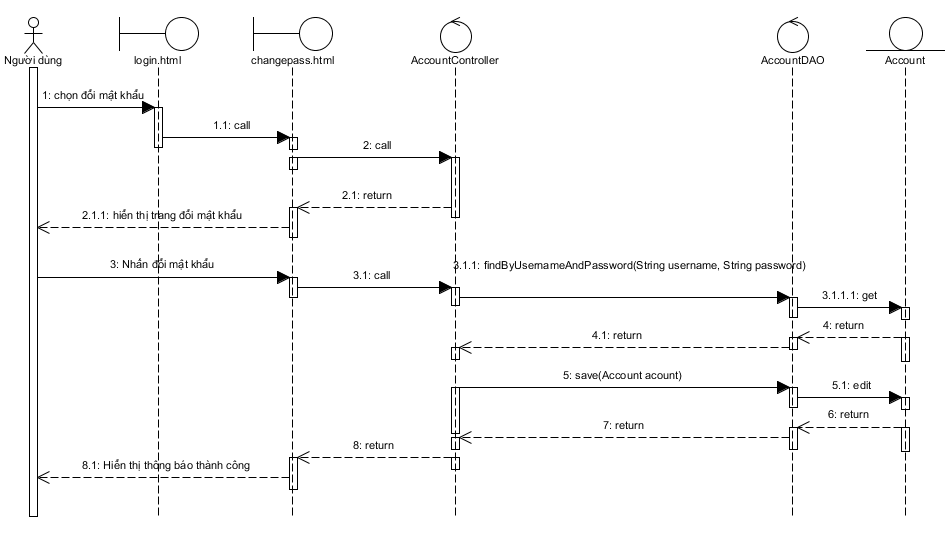 Người dùng
login.html
changepass.html
AccountController
AccountDAO
Account
1: chọn đổi mật khẩu
1.1: call
2: call
2.1: return
2.1.1: hiển thị trang đổi mật khẩu
3: Nhấn đổi mật khẩu
3.1: call
3.1.1: findByUsernameAndPassword(String username, String password)
3.1.1.1: get
4: return
4.1: return
5: save(Account acount)
5.1: edit
6: return
7: return
8: return
8.1: Hiển thị thông báo thành công